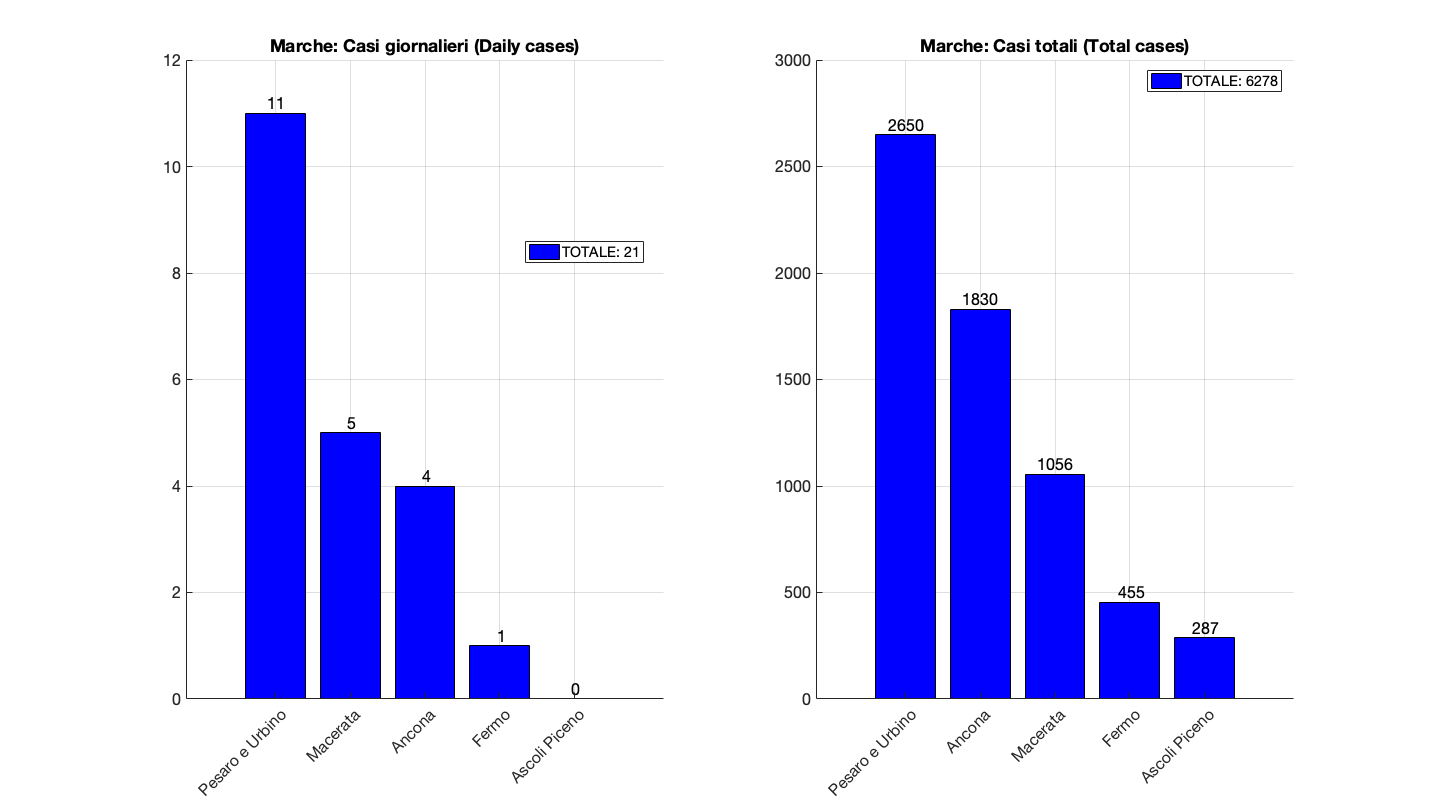 Marche: Casi giornalieri (Daily cases)
12
10
8
6
4
2
0
11
5
4
1
0
TOTALE: 21
Pesaro e Urbino
Macerata
Ancona
Fermo
Ascoli Piceno
Marche: Casi totali (Total cases)
3000
2500
2000
1500
1000
500
0
2650
1830
1056
455
287
TOTALE: 6278
Pesaro e Urbino
Ancona
Macerata
Fermo
Ascoli Piceno